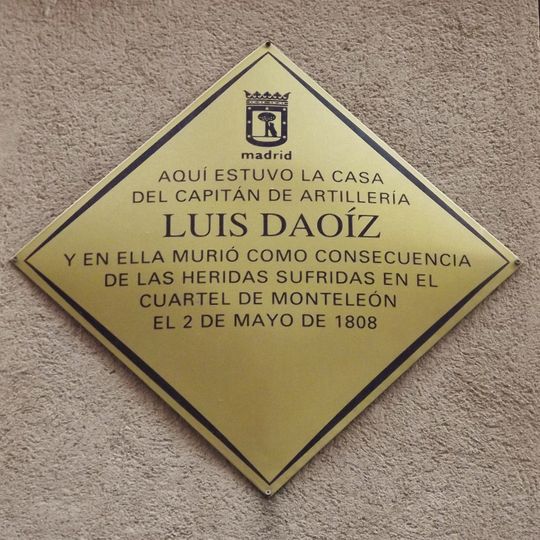 madrid
AQUÍ ESTUVO LA CASA
DEL CAPITÁN DE ARTILLERÍA
LUIS DAOÍZ
Y EN ELLA MURIÓ COMO CONSECUENCIA
DE LAS HERIDAS SUFRIDAS EN EL
CUARTEL DE MONTELEÓN
EL 2 DE MAYO DE 1808